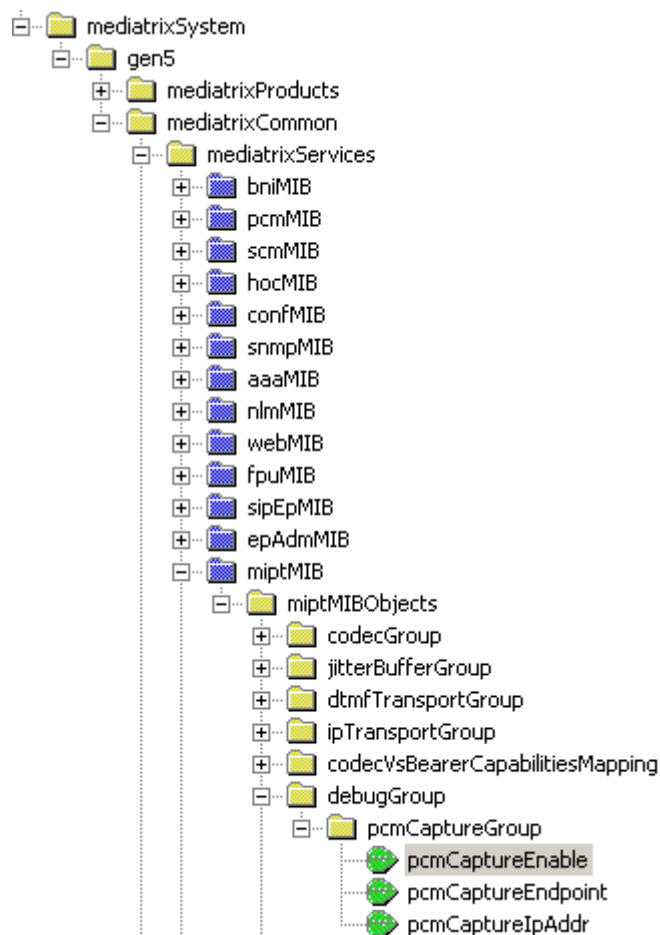 mediatrixSystem
gen5
mediatrixProducts
mediatrixCommon
mediatrixServices
bniMIB
pcmMIB
scmMIB
hocMIB
confMIB
snmpMIB
aaaMIB
nlmMIB
webMIB
fpuMIB
sipEpMIB
epAdmMIB
miptMIB
miptMIBObjects
codecGroup
jitterBufferGroup
dtmfTransportGroup
ipTransportGroup
codecVsBearerCapabilitiesMapping
debugGroup
pcmCaptureGroup
pcmCaptureEnable
pcmCaptureEndpoint
pcmCaptureIpAddr